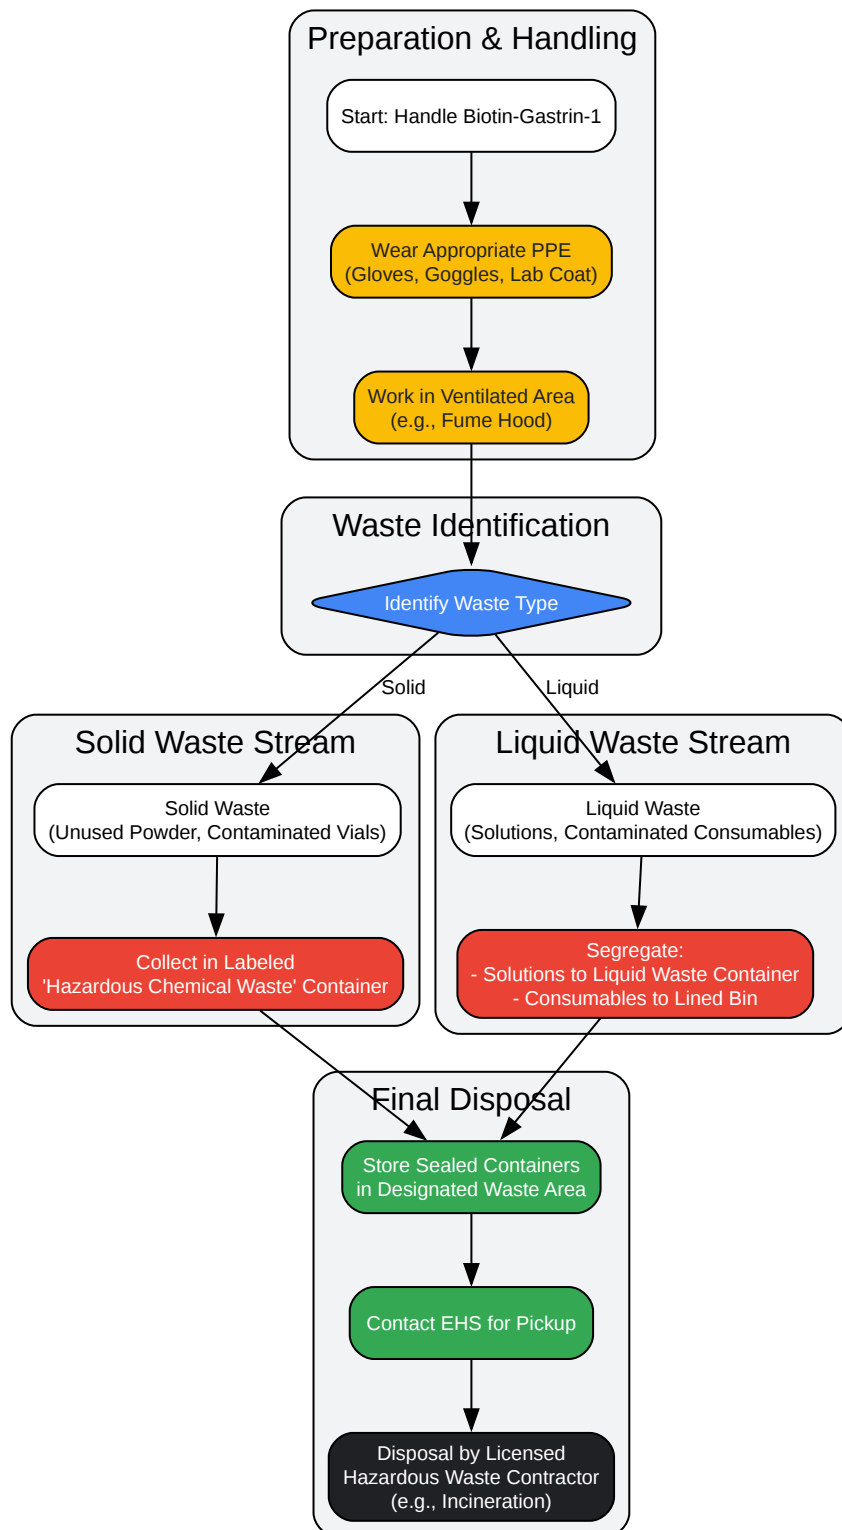 Preparation & Handling
Start: Handle Biotin-Gastrin-1
Wear Appropriate PPE
(Gloves, Goggles, Lab Coat)
Work in Ventilated Area
(e.g., Fume Hood)
Waste Identification
Identify Waste Type
Solid
Liquid
Solid Waste Stream
Solid Waste
(Unused Powder, Contaminated Vials)
Collect in Labeled
'Hazardous Chemical Waste' Container
Liquid Waste Stream
Liquid Waste
(Solutions, Contaminated Consumables)
Segregate:
- Solutions to Liquid Waste Container
- Consumables to Lined Bin
Final Disposal
Store Sealed Containers
in Designated Waste Area
Contact EHS for Pickup
Disposal by Licensed
Hazardous Waste Contractor
(e.g., Incineration)